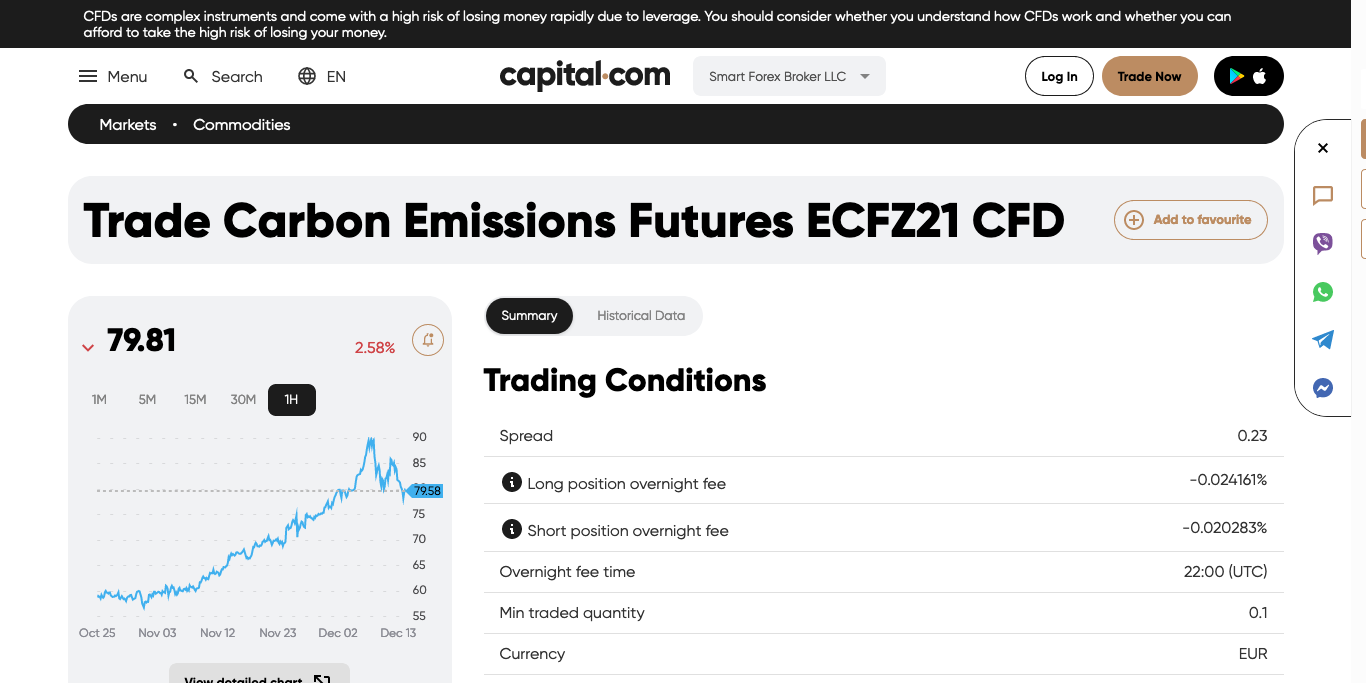 CFDs are complex instruments and come with a high risk of losing money rapidly due to leverage. You should consider whether you understand how CFDs work and whether you can
afford to take the high risk of losing your money.
Menu Search EN capital.com Smart Forex Broker LLC Log In Trade Now
Markets • Commodities
Trade Carbon Emissions Futures ECFZ21 CFD
Add to favourite
79.81
2.58%
1M 5M 15M 30M 1H
90
85
79.58
75
70
65
60
55
Oct 25 Nov 03 Nov 12 Nov 23 Dec 02 Dec 13
View detailed chart
Summary Historical Data
Trading Conditions
Spread 0.23
Long position overnight fee -0.024161%
Short position overnight fee -0.020283%
Overnight fee time 22:00 (UTC)
Min traded quantity 0.1
Currency EUR